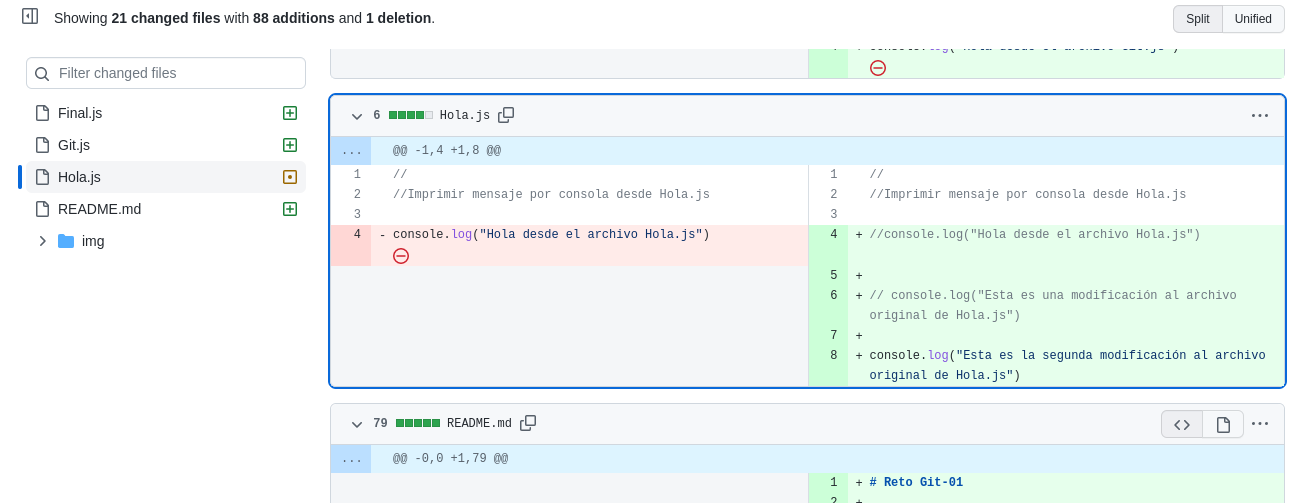 Showing 21 changed files with 88 additions and 1 deletion.
Split Unified
Filter changed files
Final.js
Git.js
Hola.js
README.md
img
6 Hola.js
... @@ -1,4 +1,8 @@
1 // 1 //
2 //Imprimir mensaje por consola desde Hola.js 2 //Imprimir mensaje por consola desde Hola.js
3 3
4 - console.log("Hola desde el archivo Hola.js") 4 + //console.log("Hola desde el archivo Hola.js")
5 +
6 + // console.log("Esta es una modificación al archivo
original de Hola.js")
7 +
8 + console.log("Esta es la segunda modificación al archivo
original de Hola.js")
79 README.md
... @@ -0,0 +1,79 @@
1 + # Reto Git-01
2 +